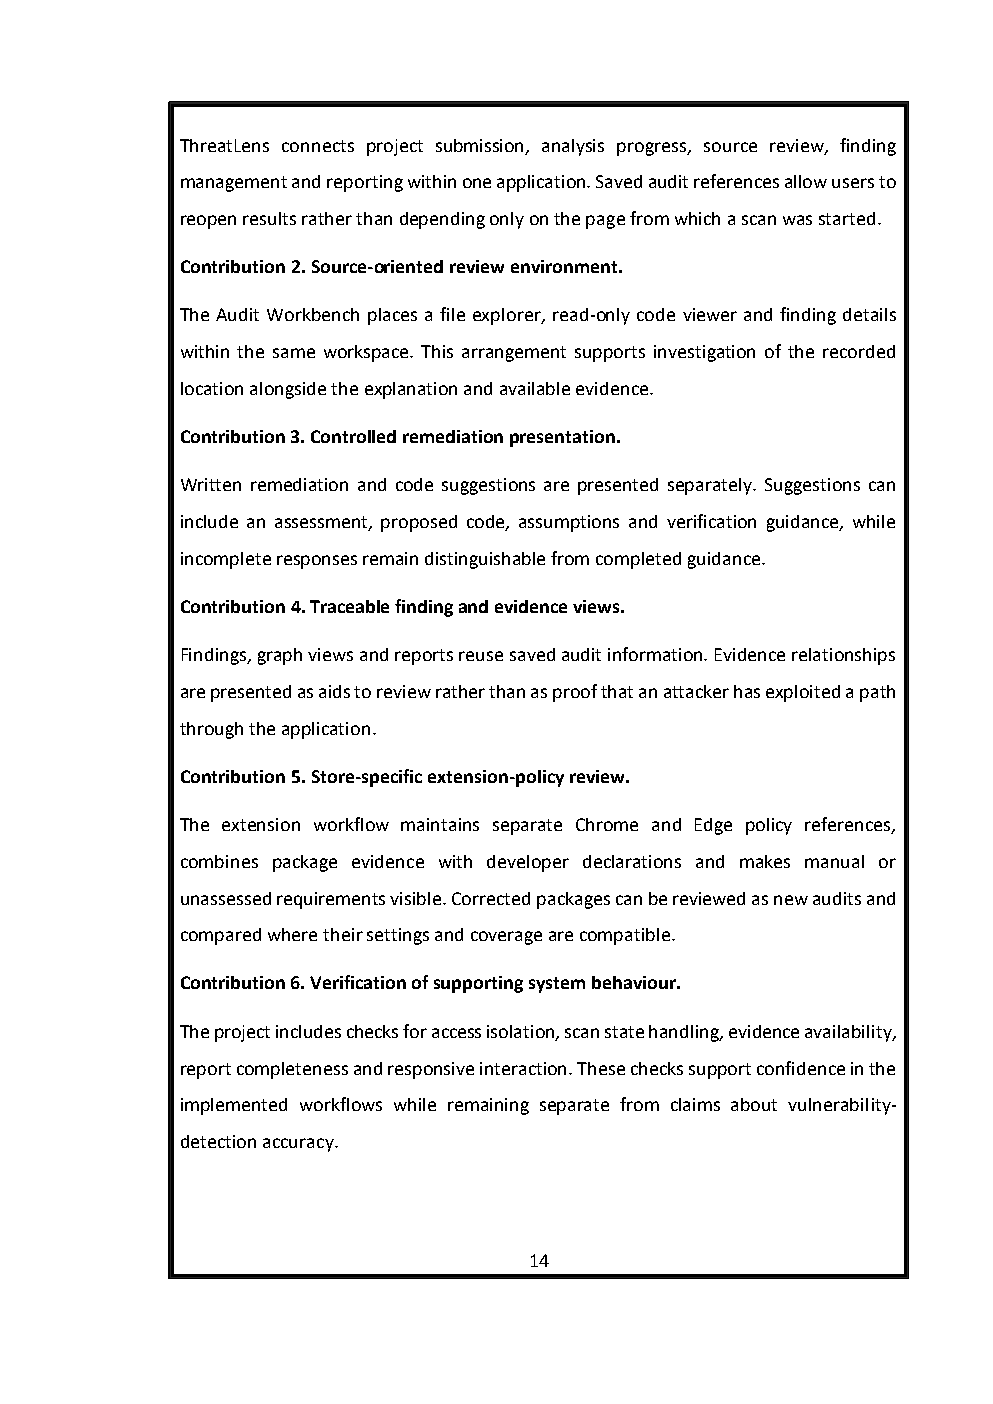 ThreatLens connects project submission, analysis progress, source review, finding
management and reporting within one application. Saved audit references allow users to
reopen results rather than depending only on the page from which a scan was started.
Contribution 2. Source-oriented review environment.
The Audit Workbench places a file explorer, read-only code viewer and finding details
within the same workspace. This arrangement supports investigation of the recorded
location alongside the explanation and available evidence.
Contribution 3. Controlled remediation presentation.
Written remediation and code suggestions are presented separately. Suggestions can
include an assessment, proposed code, assumptions and verification guidance, while
incomplete responses remain distinguishable from completed guidance.
Contribution 4. Traceable finding and evidence views.
Findings, graph views and reports reuse saved audit information. Evidence relationships
are presented as aids to review rather than as proof that an attacker has exploited a path
through the application.
Contribution 5. Store-specific extension-policy review.
The extension workflow maintains separate Chrome and Edge policy references,
combines package evidence with developer declarations and makes manual or
unassessed requirements visible. Corrected packages can be reviewed as new audits and
compared where their settings and coverage are compatible.
Contribution 6. Verification of supporting system behaviour.
The project includes checks for access isolation, scan state handling, evidence availability,
report completeness and responsive interaction. These checks support confidence in the
implemented workflows while remaining separate from claims about vulnerability-
detection accuracy.
14